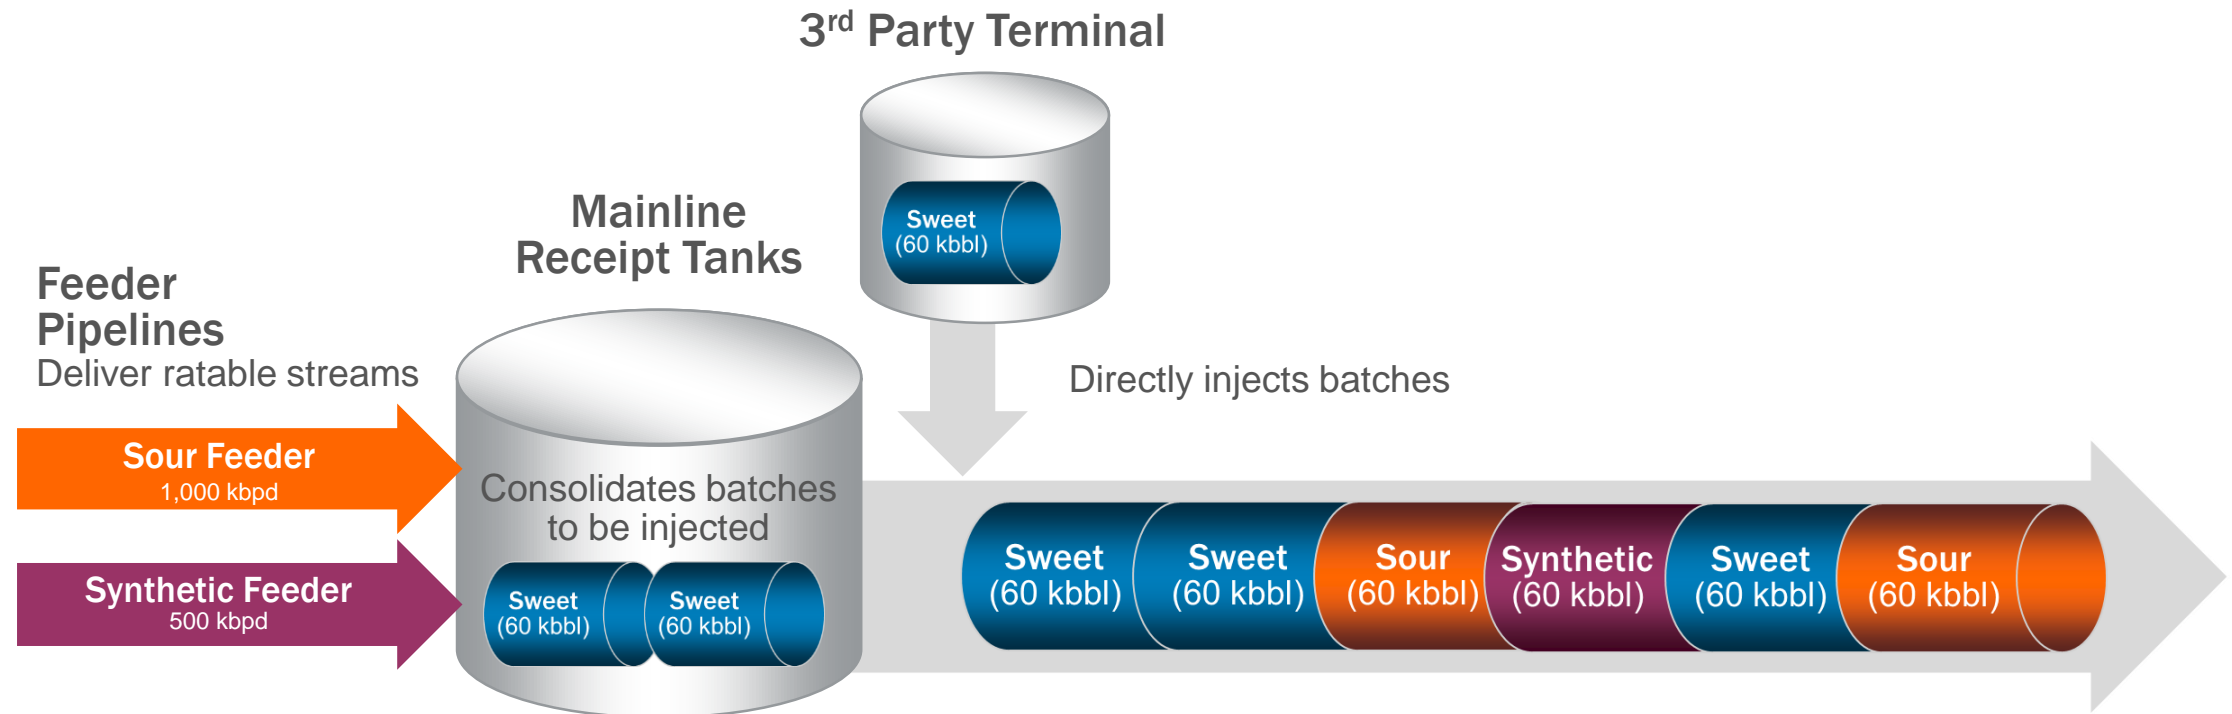 3rd Party Terminal
Sweet
(60 kbbl)
Mainline
Receipt Tanks
Feeder
Pipelines
Deliver ratable streams
Directly injects batches
Sour Feeder
1,000 kbpd
Consolidates batches
to be injected
Synthetic Feeder
500 kbpd
Sweet
(60 kbbl)
Sweet
(60 kbbl)
Sweet
(60 kbbl)
Sweet
(60 kbbl)
Sour
(60 kbbl)
Synthetic
(60 kbbl)
Sweet
(60 kbbl)
Sour
(60 kbbl)